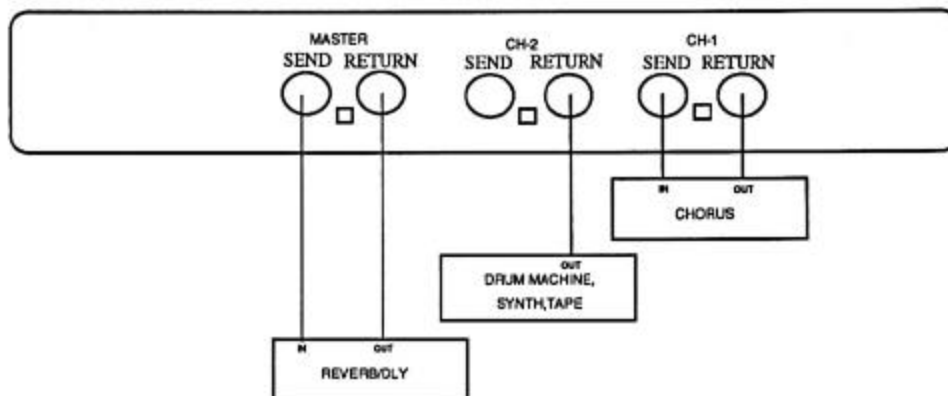 MASTER
SEND RETURN
CH-2
SEND RETURN
CH-1
SEND RETURN
IN OUT
CHORUS
OUT
DRUM MACHINE,
SYNTH,TAPE
IN OUT
REVERB/DLY